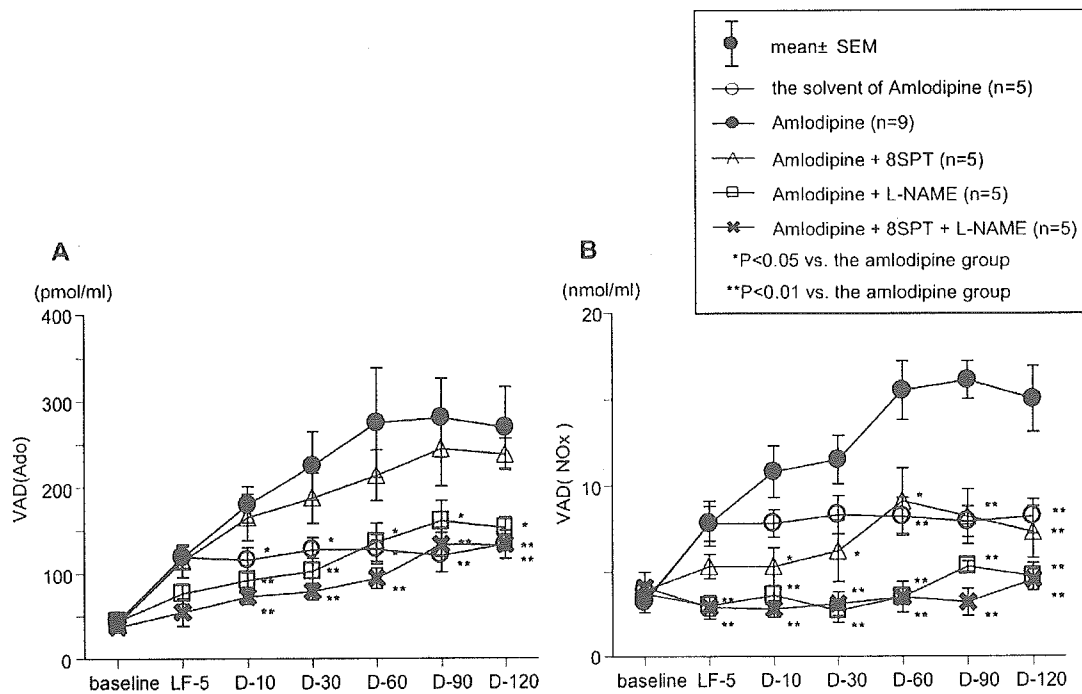 mean± SEM
the solvent of Amlodipine (n=5)
Amlodipine (n=9)
Amlodipine + 8SPT (n=5)
Amlodipine + L-NAME (n=5)
Amlodipine + 8SPT + L-NAME (n=5)
*P<0.05 vs. the amlodipine group
**P<0.01 vs. the amlodipine group
A
(pmol/ml)
400
300
200
100
0
VAD(Ado)
* * * * * ** *
** ** ** ** ** **
baseline LF-5 D-10 D-30 D-60 D-90 D-120
B
(nmol/ml)
20
10
0
VAD( NOx)
* * * ** ** ** **
** ** ** ** ** ** ** ** ** **
baseline LF-5 D-10 D-30 D-60 D-90 D-120